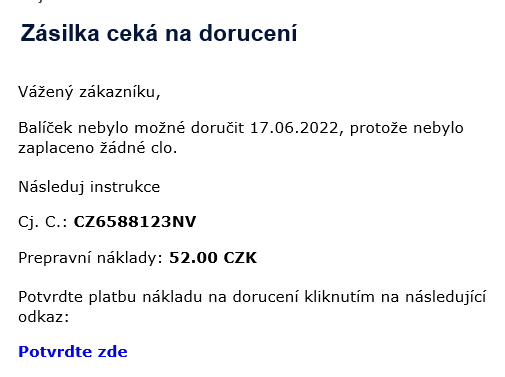 Zásilka ceká na dorucení
Vážený zákazníku,
Balíček nebylo možné doručit 17.06.2022, protože nebylo
zaplaceno žádné clo.
Následuj instrukce
Cj. C.: CZ6588123NV
Prepravní náklady: 52.00 CZK
Potvrdte platbu nákladu na dorucení kliknutím na následující
odkaz:
Potvrdte zde